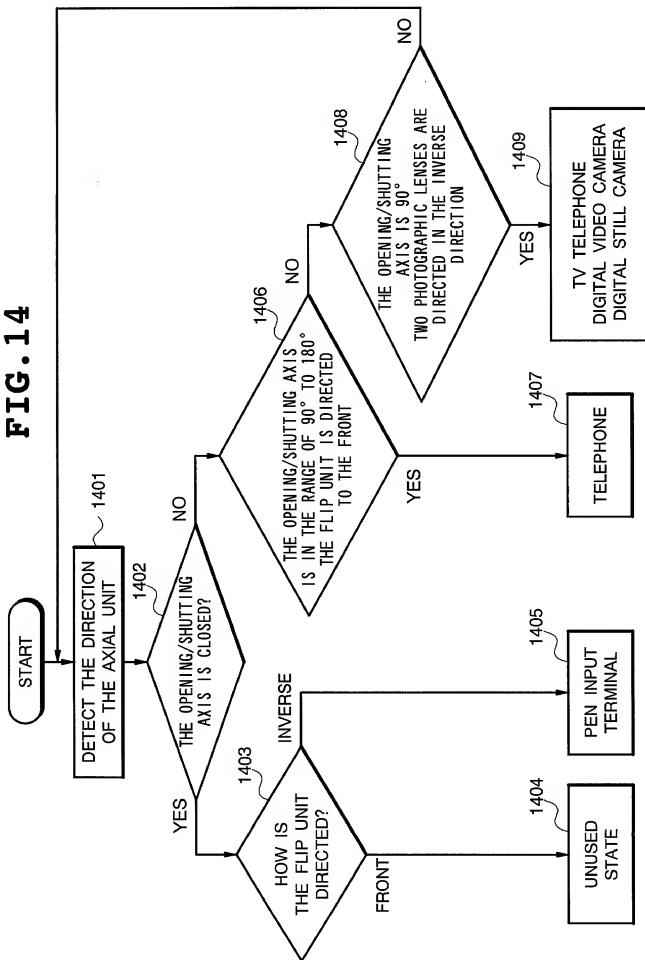 FIG.14
START
DETECT THE DIRECTION
OF THE AXIAL UNIT
1401
THE OPENING/SHUTTING
AXIS IS CLOSED?
1402
YES
NO
HOW IS
THE FLIP UNIT
DIRECTED?
1403
FRONT
INVERSE
UNUSED
STATE
1404
PEN INPUT
TERMINAL
1405
THE OPENING/SHUTTING AXIS
IS IN THE RANGE OF 90° TO 180°
THE FLIP UNIT IS DIRECTED
TO THE FRONT
1406
NO
YES
TELEPHONE
1407
THE OPENING/SHUTTING
AXIS IS 90°
TWO PHOTOGRAPHIC LENSES ARE
DIRECTED IN THE INVERSE
DIRECTION
1408
NO
YES
TV TELEPHONE
DIGITAL VIDEO CAMERA
DIGITAL STILL CAMERA
1409